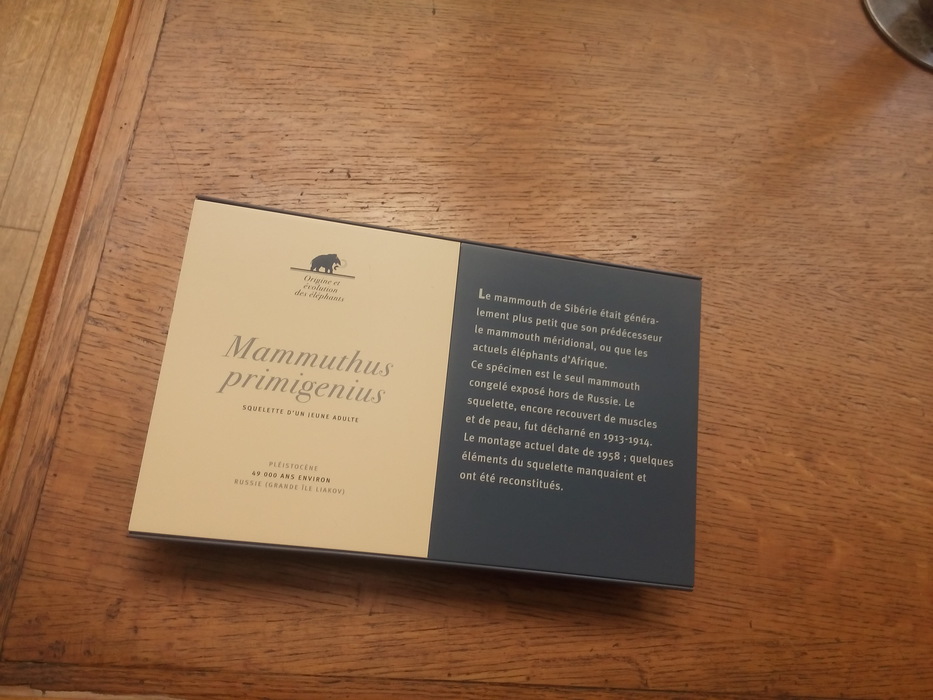 Origine et
évolution
des éléphants
Mammuthus
primigenius
SQUELETTE D'UN JEUNE ADULTE
PLÉISTOCÈNE
49 000 ANS ENVIRON
RUSSIE (GRANDE ÎLE LIAKOV)
Le mammouth de Sibérie était généra-
lement plus petit que son prédécesseur
le mammouth méridional, ou que les
actuels éléphants d'Afrique.
Ce spécimen est le seul mammouth
congelé exposé hors de Russie. Le
squelette, encore recouvert de muscles
et de peau, fut décharné en 1913-1914.
Le montage actuel date de 1958 ; quelques
éléments du squelette manquaient et
ont été reconstitués.